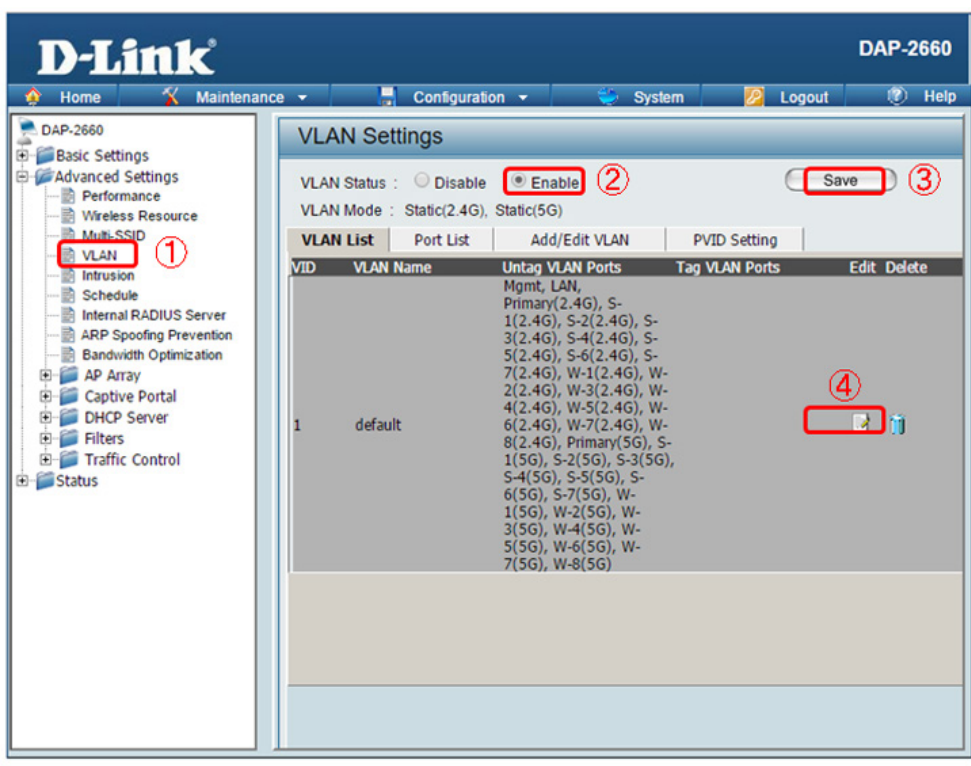 D-Link®
DAP-2660
Home Maintenance Configuration System Logout Help
DAP-2660
Basic Settings
Advanced Settings
Performance
Wireless Resource
Multi-SSID
VLAN ①
Intrusion
Schedule
Internal RADIUS Server
ARP Spoofing Prevention
Bandwidth Optimization
AP Array
Captive Portal
DHCP Server
Filters
Traffic Control
Status
VLAN Settings
VLAN Status : Disable Enable ② Save ③
VLAN Mode : Static(2.4G), Static(5G)
VLAN List Port List Add/Edit VLAN PVID Setting
VID VLAN Name Untag VLAN Ports Tag VLAN Ports Edit Delete
Mgmt, LAN,
Primary(2.4G), S-
1(2.4G), S-2(2.4G), S-
3(2.4G), S-4(2.4G), S-
5(2.4G), S-6(2.4G), S-
7(2.4G), W-1(2.4G), W-
2(2.4G), W-3(2.4G), W-
4(2.4G), W-5(2.4G), W-
④
1 default 6(2.4G), W-7(2.4G), W-
8(2.4G), Primary(5G), S-
1(5G), S-2(5G), S-3(5G),
S-4(5G), S-5(5G), S-
6(5G), S-7(5G), W-
1(5G), W-2(5G), W-
3(5G), W-4(5G), W-
5(5G), W-6(5G), W-
7(5G), W-8(5G)